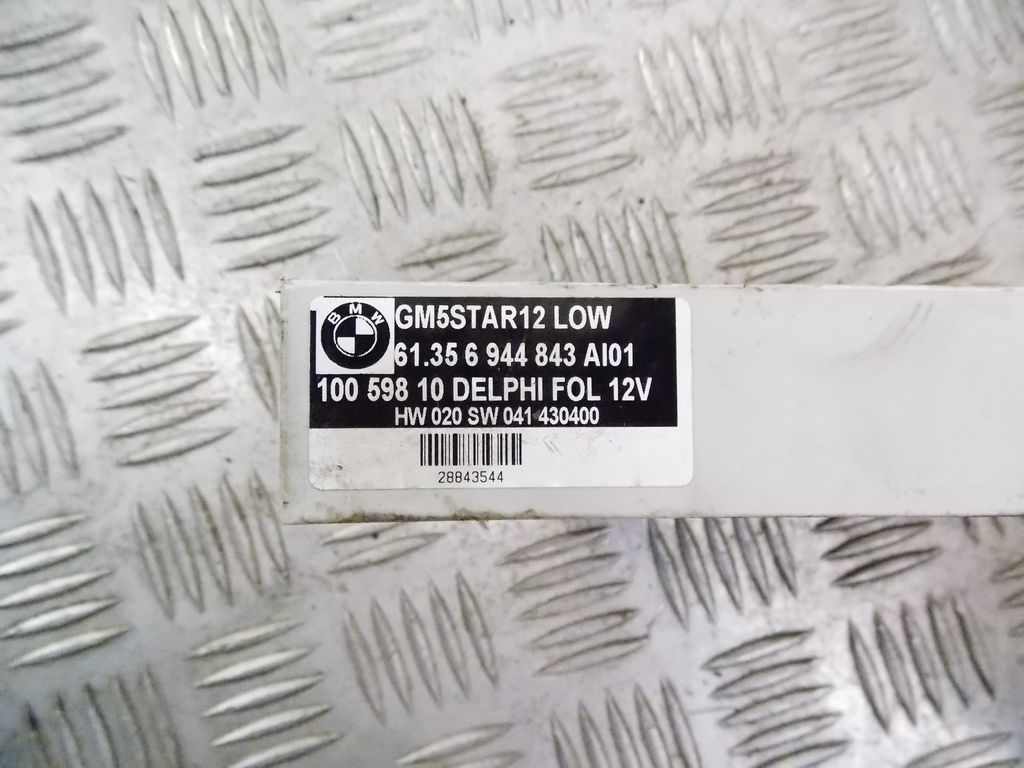 BMW
GM5STAR12 LOW
61.35 6 944 843 AI01
100 598 10 DELPHI FOL 12V
HW 020 SW 041 430400
28843544